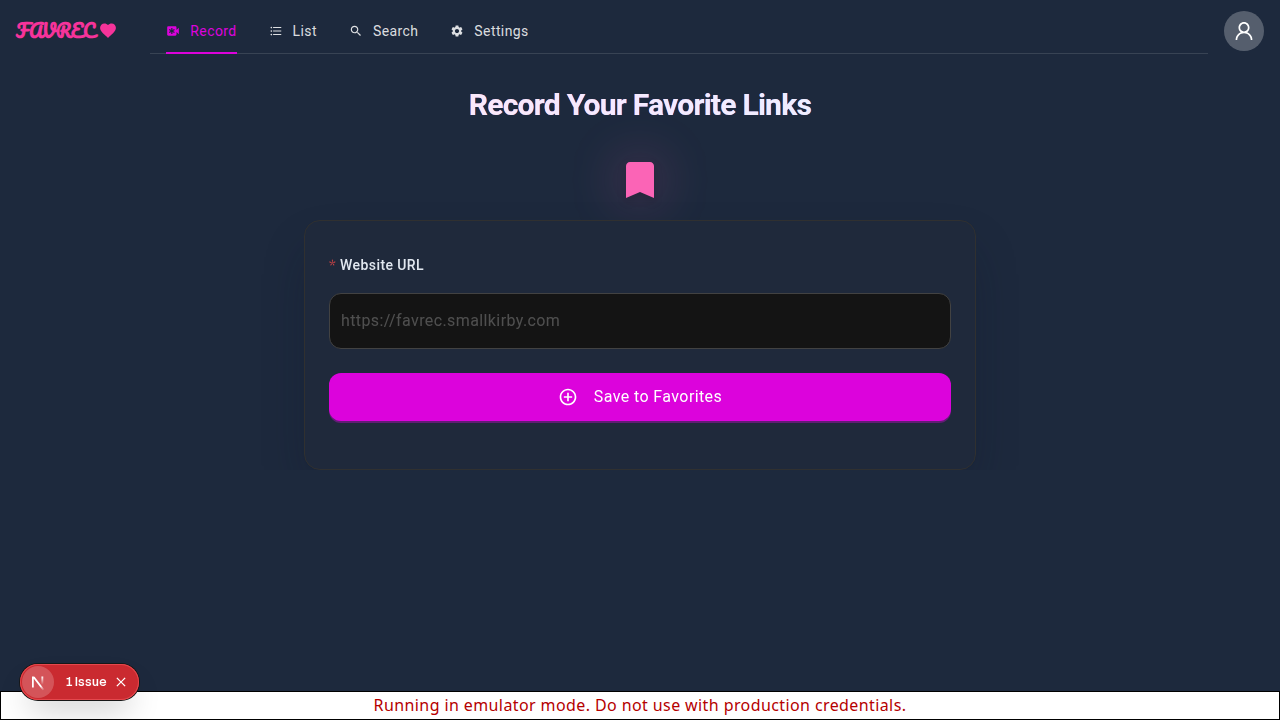 FAVREC
Record
List
Search
Settings
Record Your Favorite Links
* Website URL
https://favrec.smallkirby.com
Save to Favorites
N 1 Issue
Running in emulator mode. Do not use with production credentials.